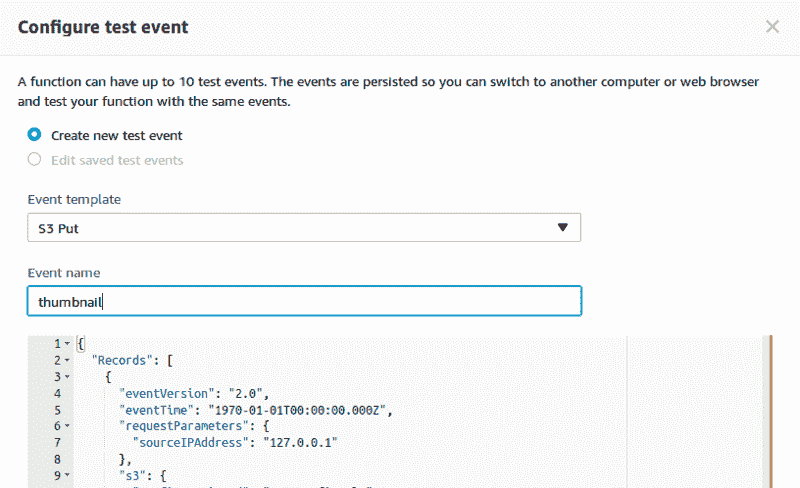 Configure test event
A function can have up to 10 test events. The events are persisted so you can switch to another computer or web browser
and test your function with the same events.
Create new test event
Edit saved test events
Event template
S3 Put
Event name
thumbnail
1 {
2 "Records": [
3 {
4 "eventVersion": "2.0",
5 "eventTime": "1970-01-01T00:00:00.000Z",
6 "requestParameters": {
7 "sourceIPAddress": "127.0.0.1"
8 },
9 "s3": {